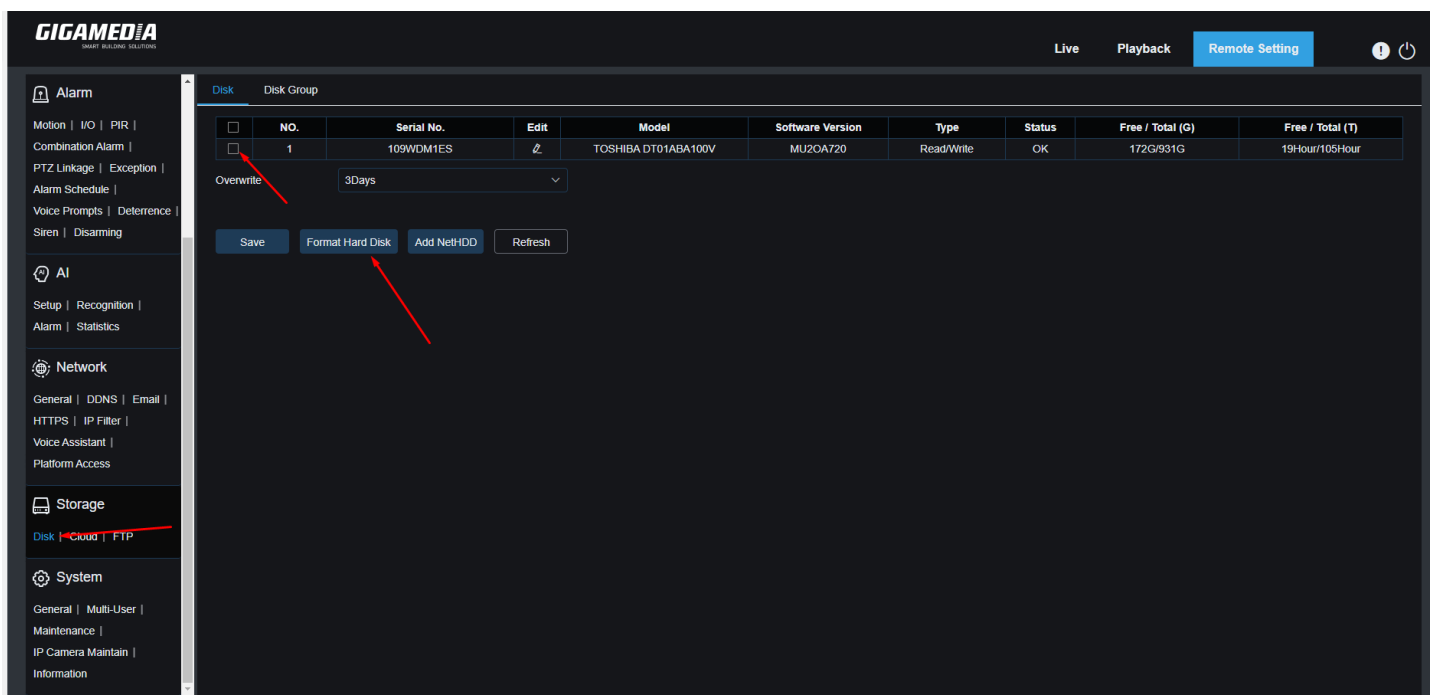 GIGAMEDIA
SMART BUILDING SOLUTIONS
Live Playback Remote Setting
Alarm
Motion | I/O | PIR |
Combination Alarm |
PTZ Linkage | Exception |
Alarm Schedule |
Voice Prompts | Deterrence |
Siren | Disarming
AI
Setup | Recognition |
Alarm | Statistics
Network
General | DDNS | Email |
HTTPS | IP Filter |
Voice Assistant |
Platform Access
Storage
Disk | Cloud | FTP
System
General | Multi-User |
Maintenance |
IP Camera Maintain |
Information
Disk Disk Group
NO. Serial No. Edit Model Software Version Type Status Free / Total (G) Free / Total (T)
1 109WDM1ES TOSHIBA DT01ABA100V MU2OA720 Read/Write OK 172G/931G 19Hour/105Hour
Overwrite 3Days
Save Format Hard Disk Add NetHDD Refresh